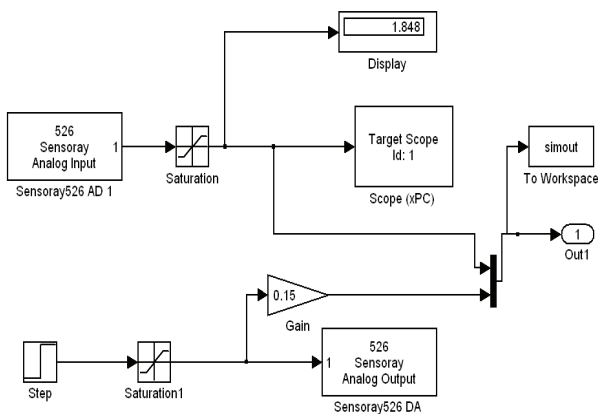 1.848
Display
526
Sensoray
Analog Input
1
Sensoray526 AD 1
Saturation
Target Scope
Id: 1
Scope (xPC)
simout
To Workspace
1
Out1
0.15
Gain
Step
Saturation1
1
526
Sensoray
Analog Output
Sensoray526 DA